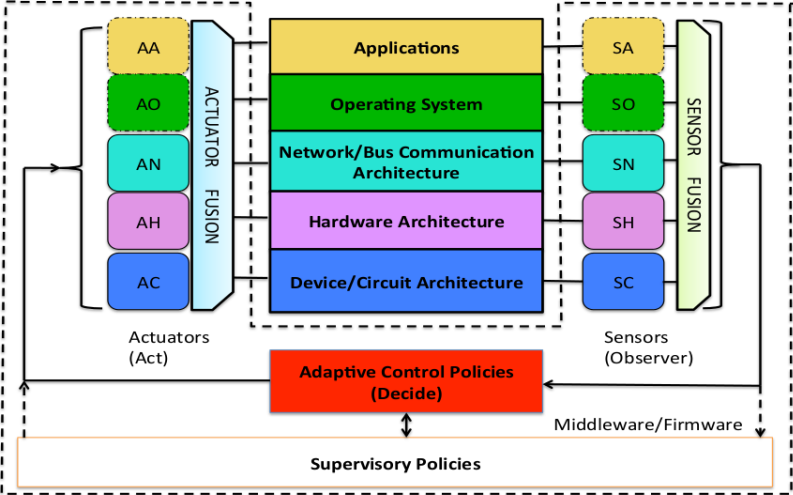 AA
Applications
SA
AO
Operating System
SO
AN
Network/Bus Communication
Architecture
SN
AH
Hardware Architecture
SH
AC
Device/Circuit Architecture
SC
ACTUATOR FUSION
SENSOR FUSION
Actuators
(Act)
Sensors
(Observer)
Adaptive Control Policies
(Decide)
Middleware/Firmware
Supervisory Policies